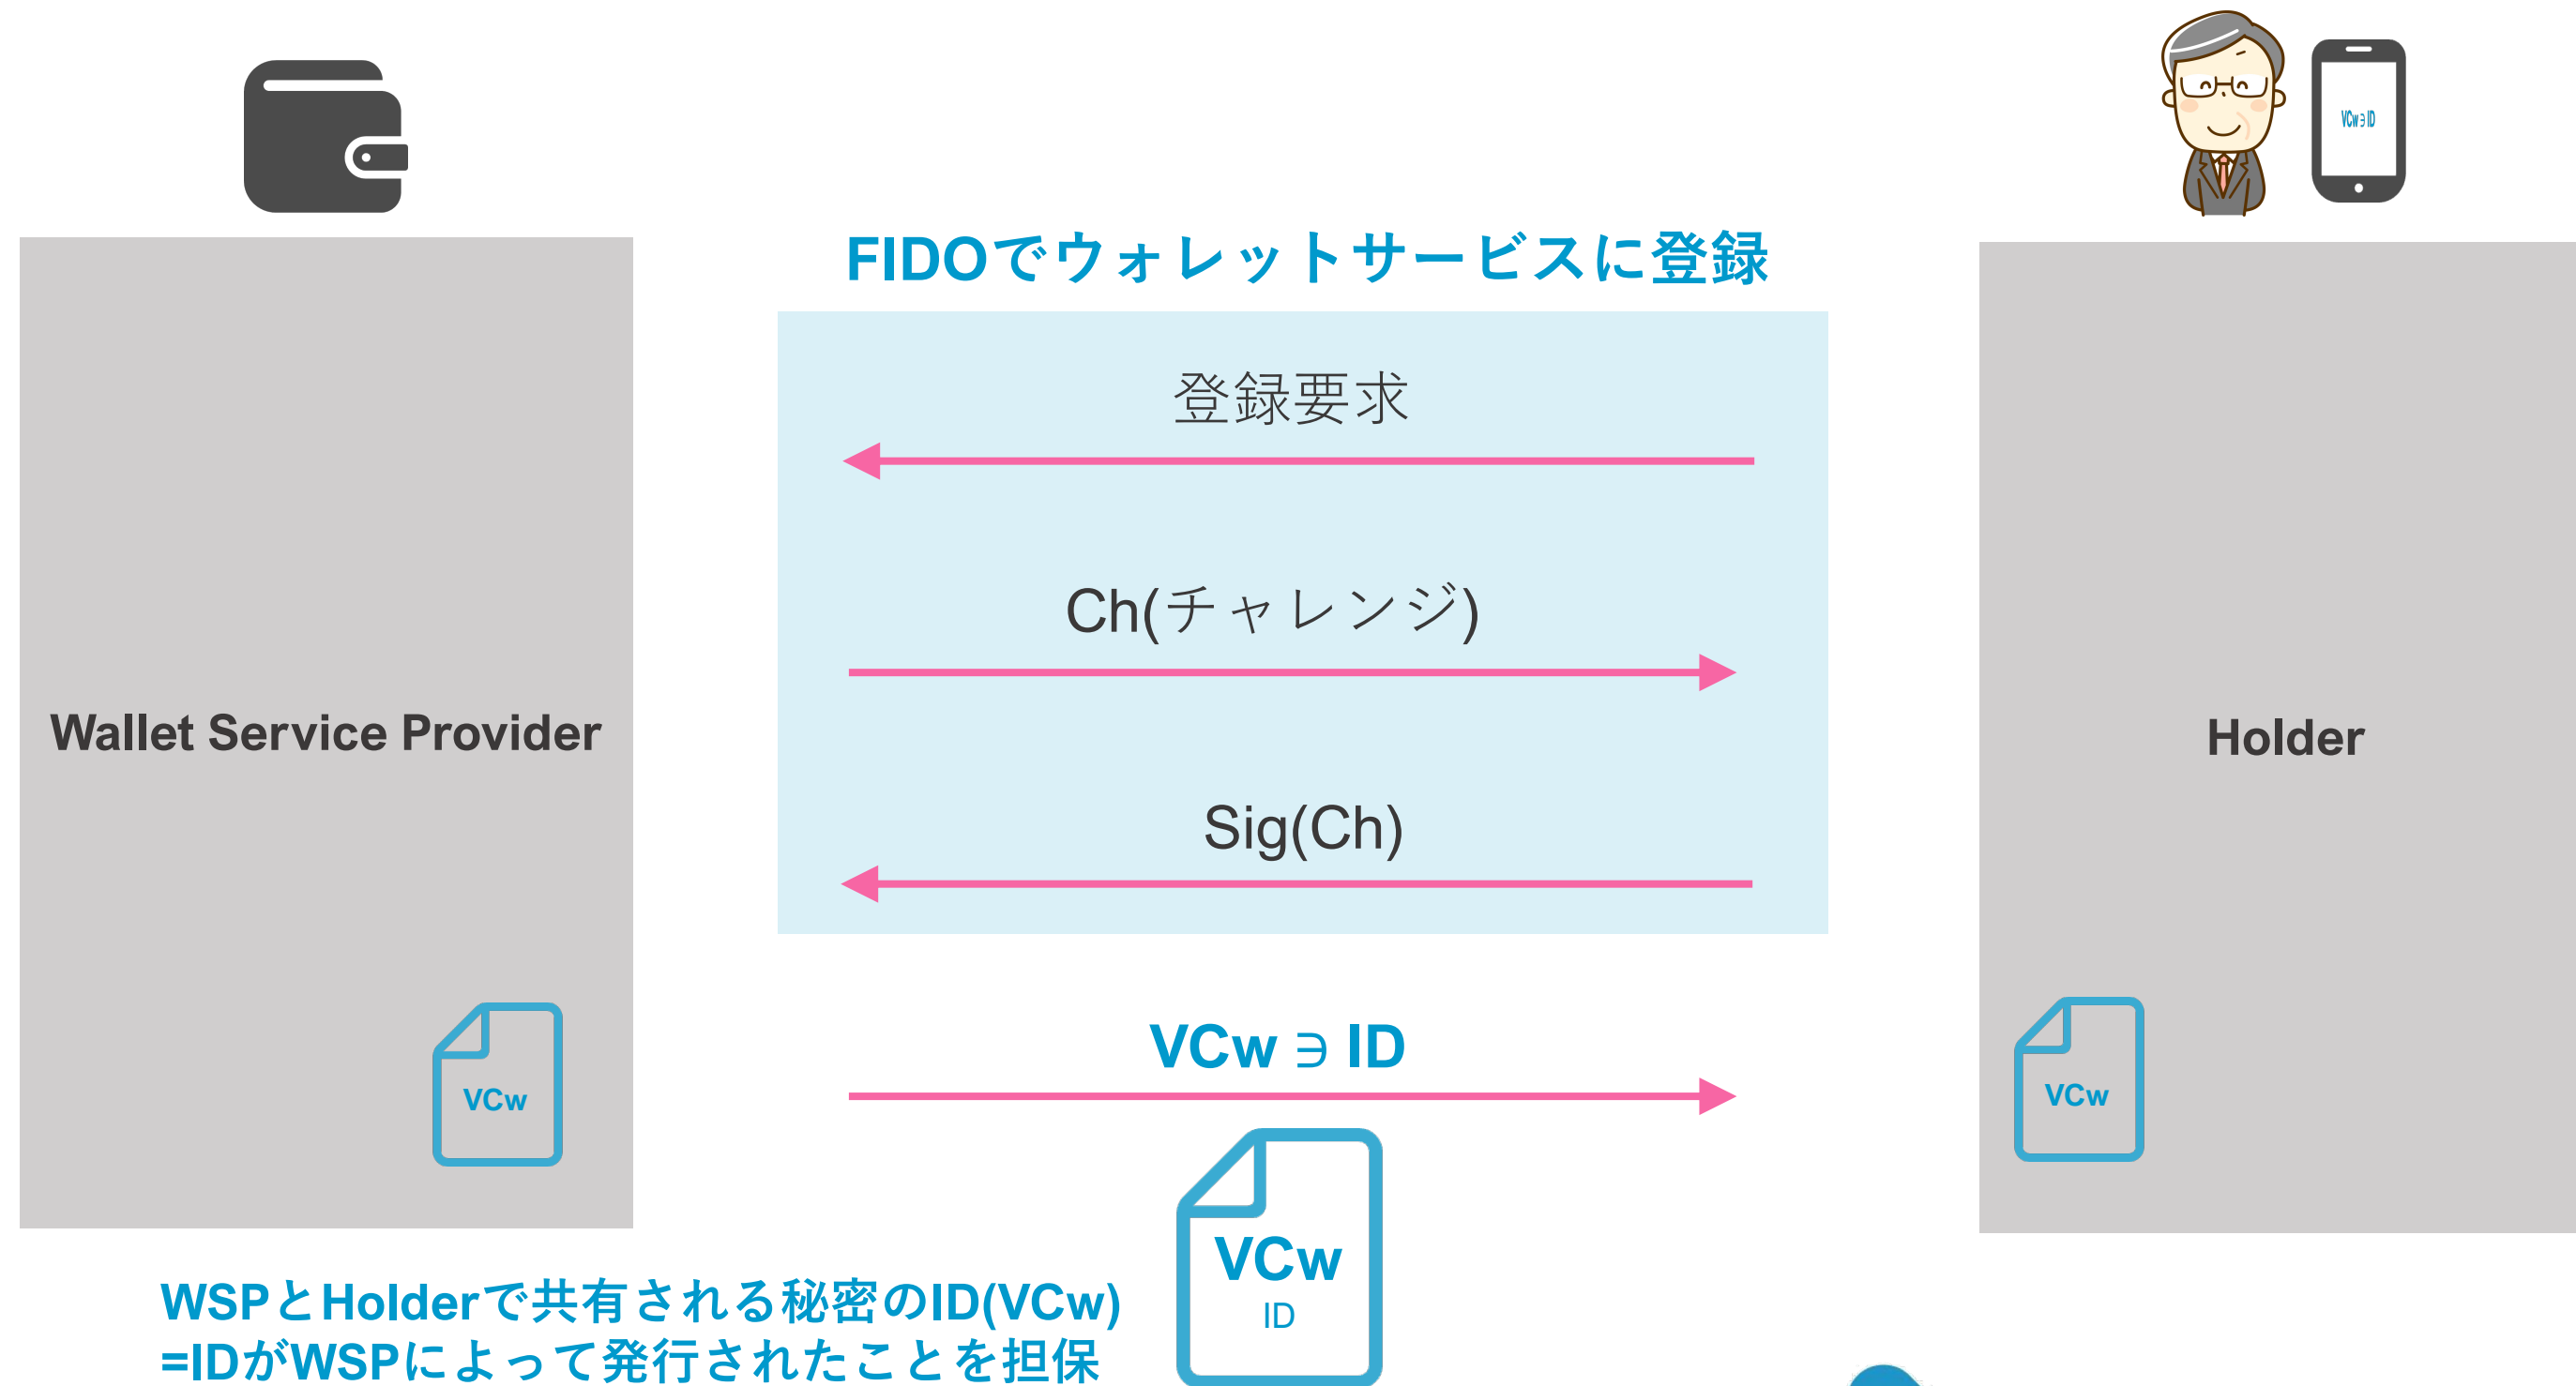 VCw∋ID
FIDOでウォレットサービスに登録
登録要求
Ch(チャレンジ)
Wallet Service Provider
Holder
Sig(Ch)
VCw ∋ ID
VCw
VCw
VCw
ID
WSPとHolderで共有される秘密のID(VCw)
=IDがWSPによって発行されたことを担保